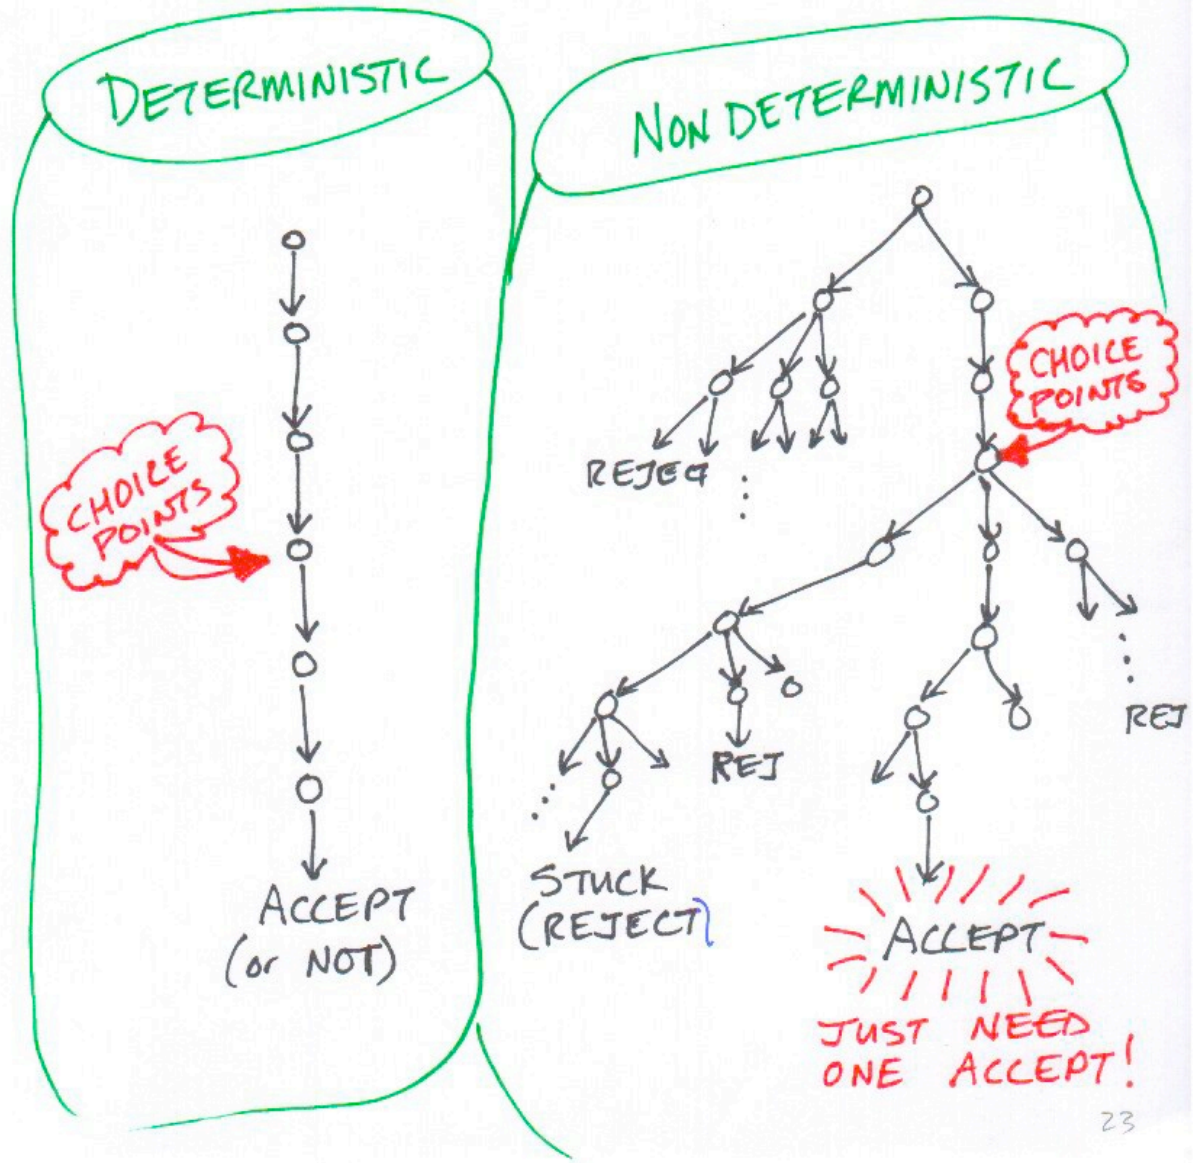 DETERMINISTIC
CHOICE
POINTS
ACCEPT
(or NOT)
NON DETERMINISTIC
CHOICE
POINTS
REJECT
REJ
REJ
STUCK
(REJECT)
ACCEPT
JUST NEED
ONE ACCEPT!
23